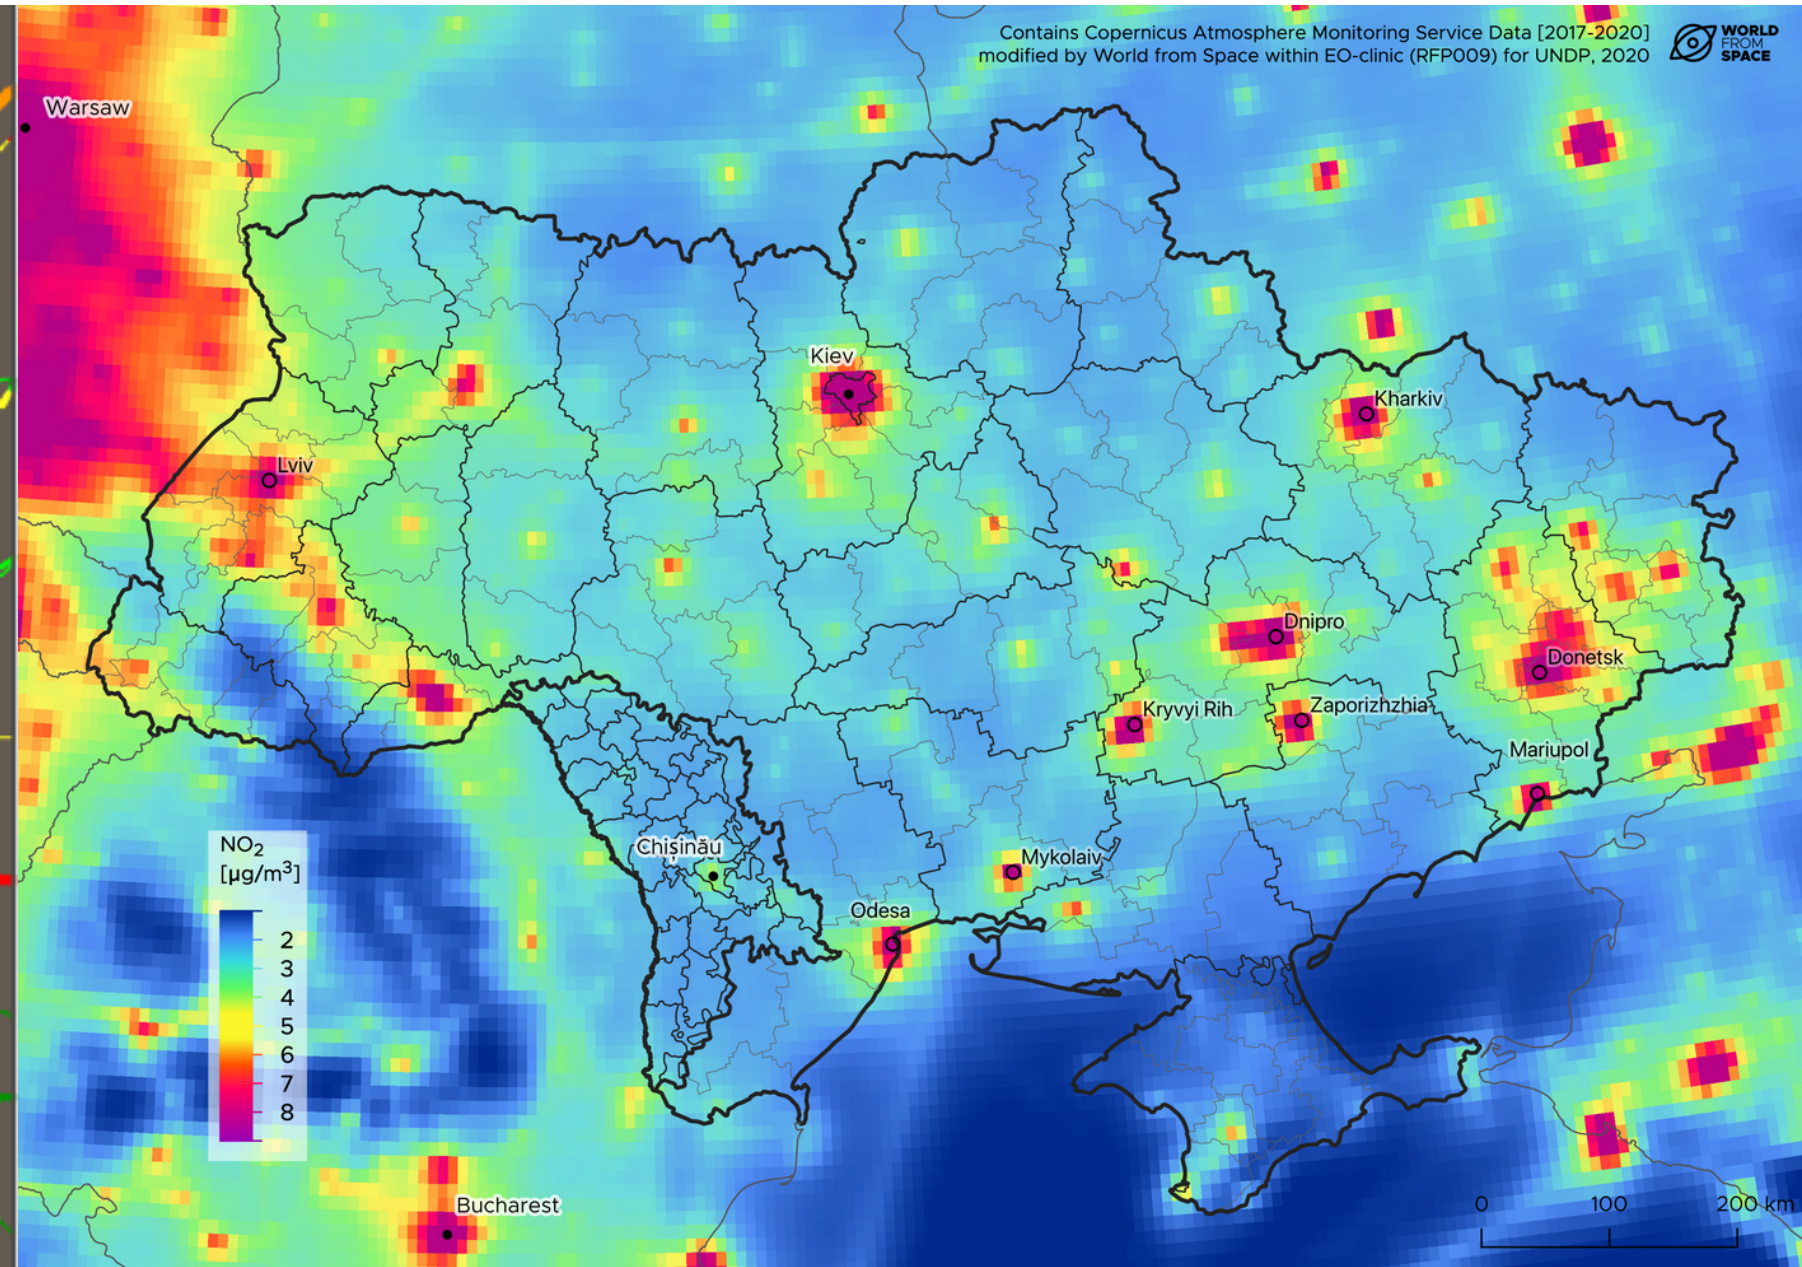 Contains Copernicus Atmosphere Monitoring Service Data [2017-2020]
modified by World from Space within EO-clinic (RFP009) for UNDP, 2020
WORLD
FROM
SPACE
Warsaw
Kiev
Kharkiv
Lviv
Dnipro
Donetsk
Kryvyi Rih
Zaporizhzhia
Mariupol
Chișinău
Mykolaiv
Odesa
NO₂
[µg/m³]
2
3
4
5
6
7
8
Bucharest
0 100 200 km